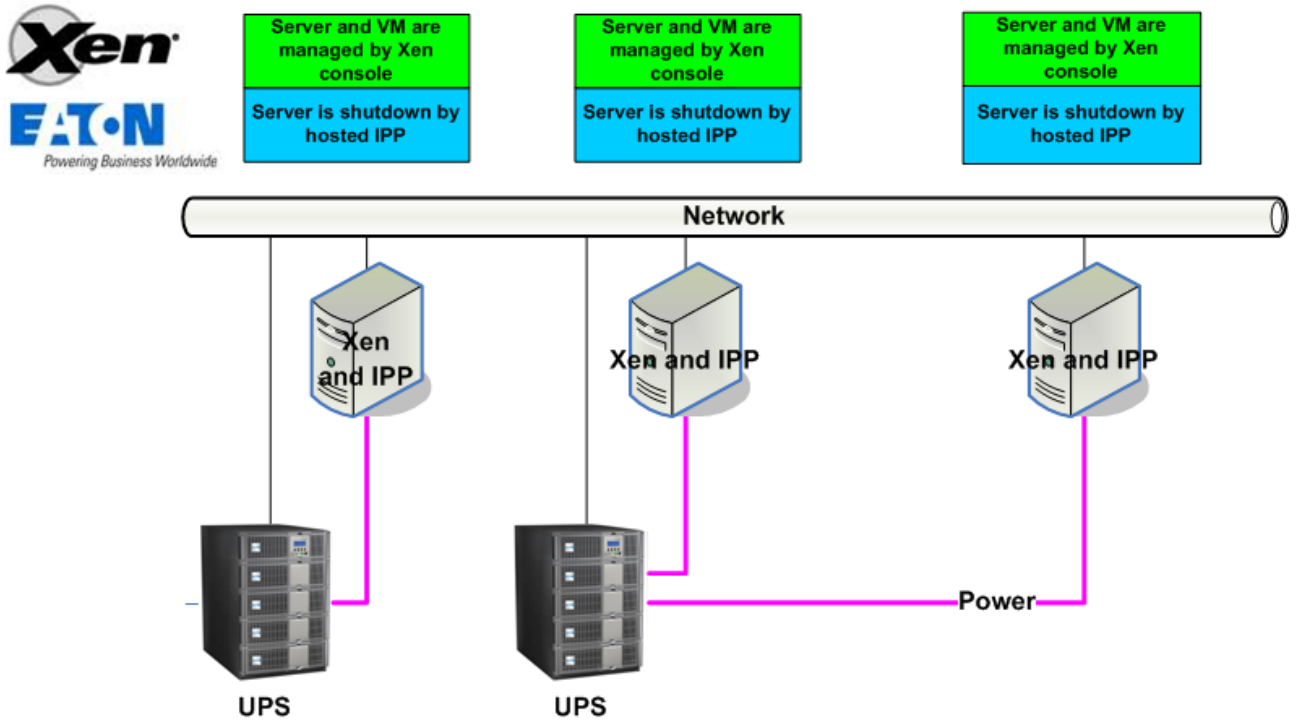 Xen
EATON
Powering Business Worldwide
Server and VM are
managed by Xen
console
Server is shutdown by
hosted IPP
Server and VM are
managed by Xen
console
Server is shutdown by
hosted IPP
Server and VM are
managed by Xen
console
Server is shutdown by
hosted IPP
Network
Xen
and IPP
Xen and IPP
Xen and IPP
Power
UPS
UPS